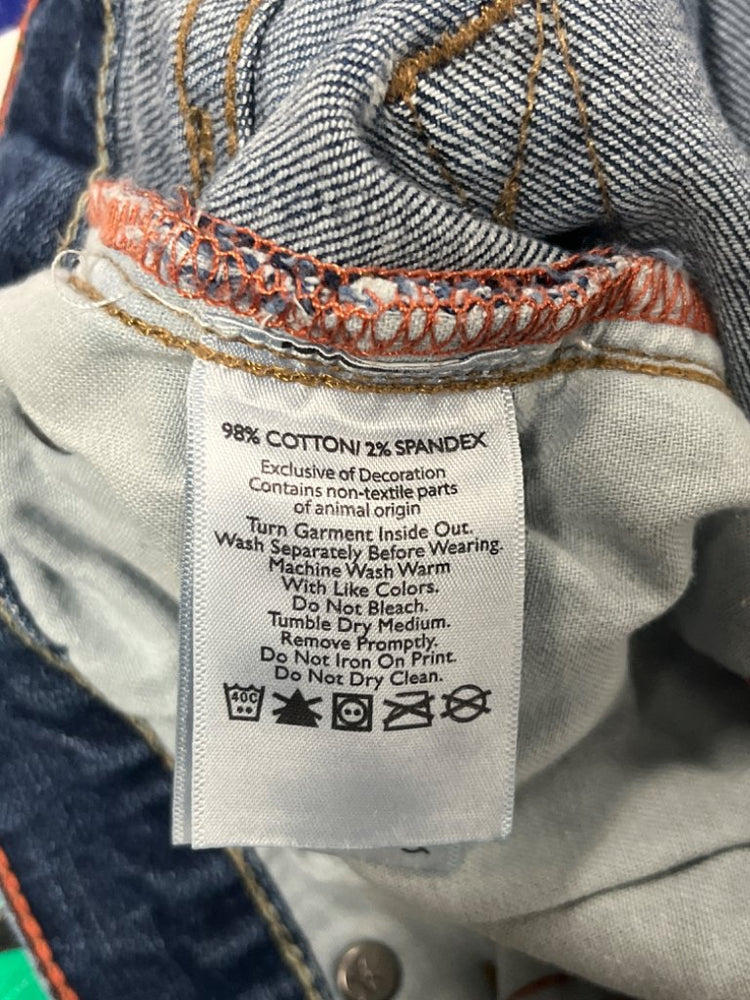 98% COTTON/ 2% SPANDEX
Exclusive of Decoration
Contains non-textile parts
of animal origin
Turn Garment Inside Out.
Wash Separately Before Wearing.
Machine Wash Warm
With Like Colors.
Do Not Bleach.
Tumble Dry Medium.
Remove Promptly.
Do Not Iron On Print.
Do Not Dry Clean.
40C